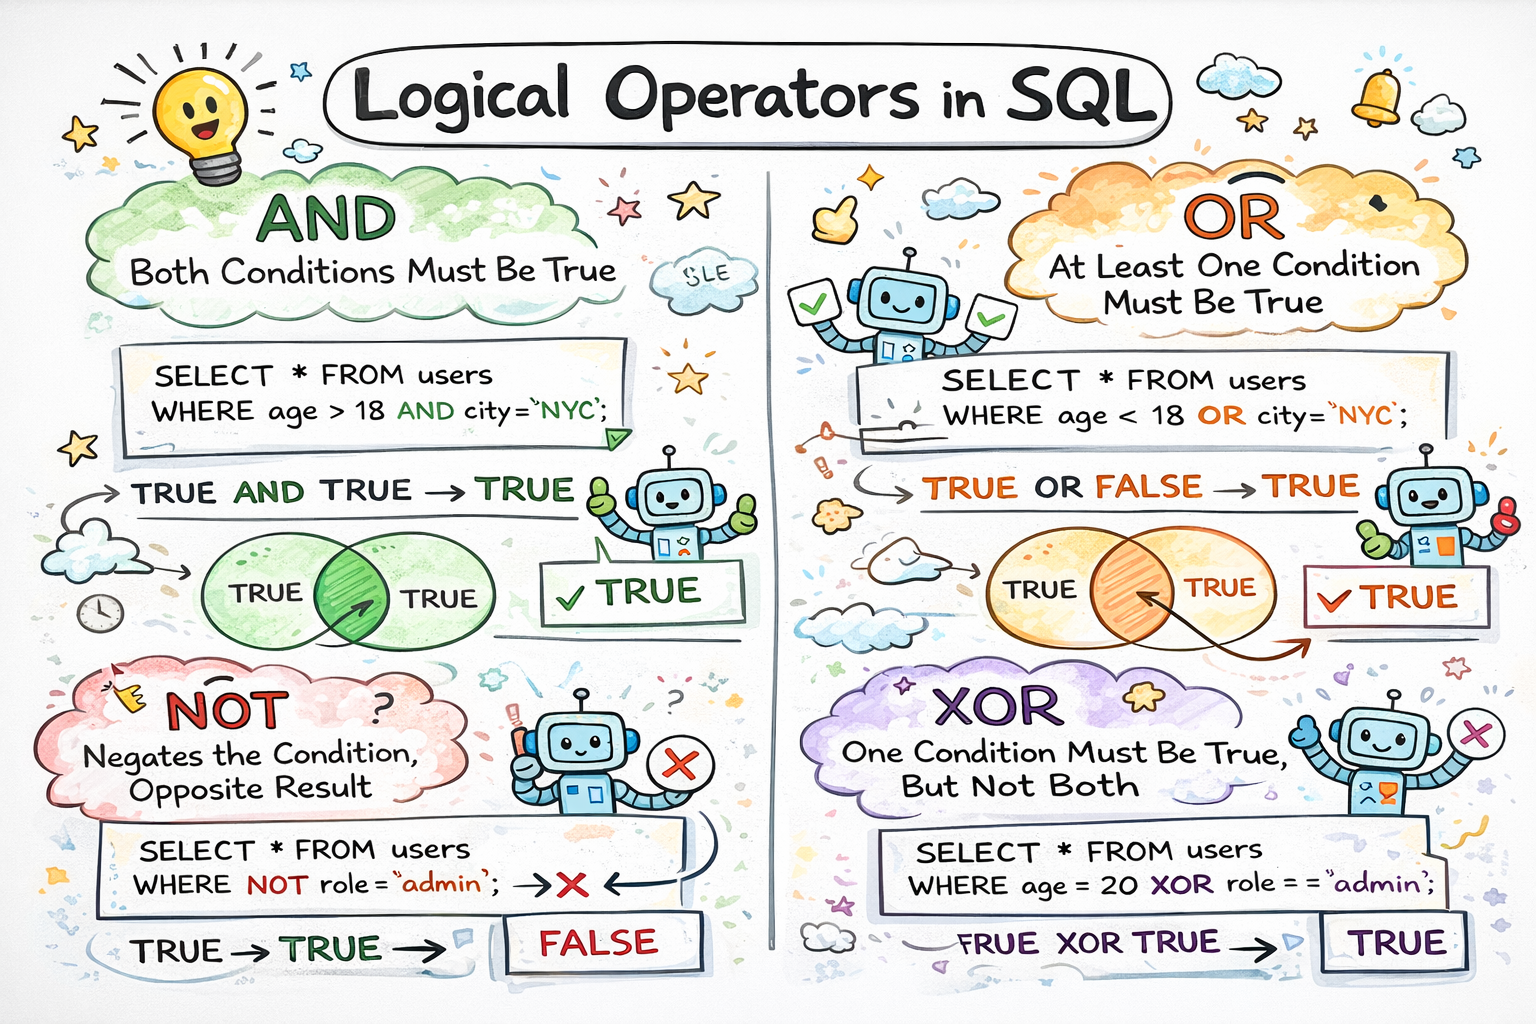 Logical Operators in SQL
AND
Both Conditions Must Be True
SELECT * FROM users
WHERE age > 18 AND city = "NYC';
TRUE AND TRUE → TRUE
TRUE TRUE
✓ TRUE
OR
At Least One Condition
Must Be True
SELECT * FROM users
WHERE age < 18 OR city = "NYC';
TRUE OR FALSE → TRUE
TRUE TRUE
✓ TRUE
NOT ?
Negates the Condition,
Opposite Result
?
SELECT * FROM users
WHERE NOT role = "admin'; → ✗
TRUE → TRUE →
FALSE
XOR
One Condition Must Be True,
But Not Both
SELECT * FROM users
WHERE age = 20 XOR role = = "admin';
TRUE XOR TRUE →
TRUE